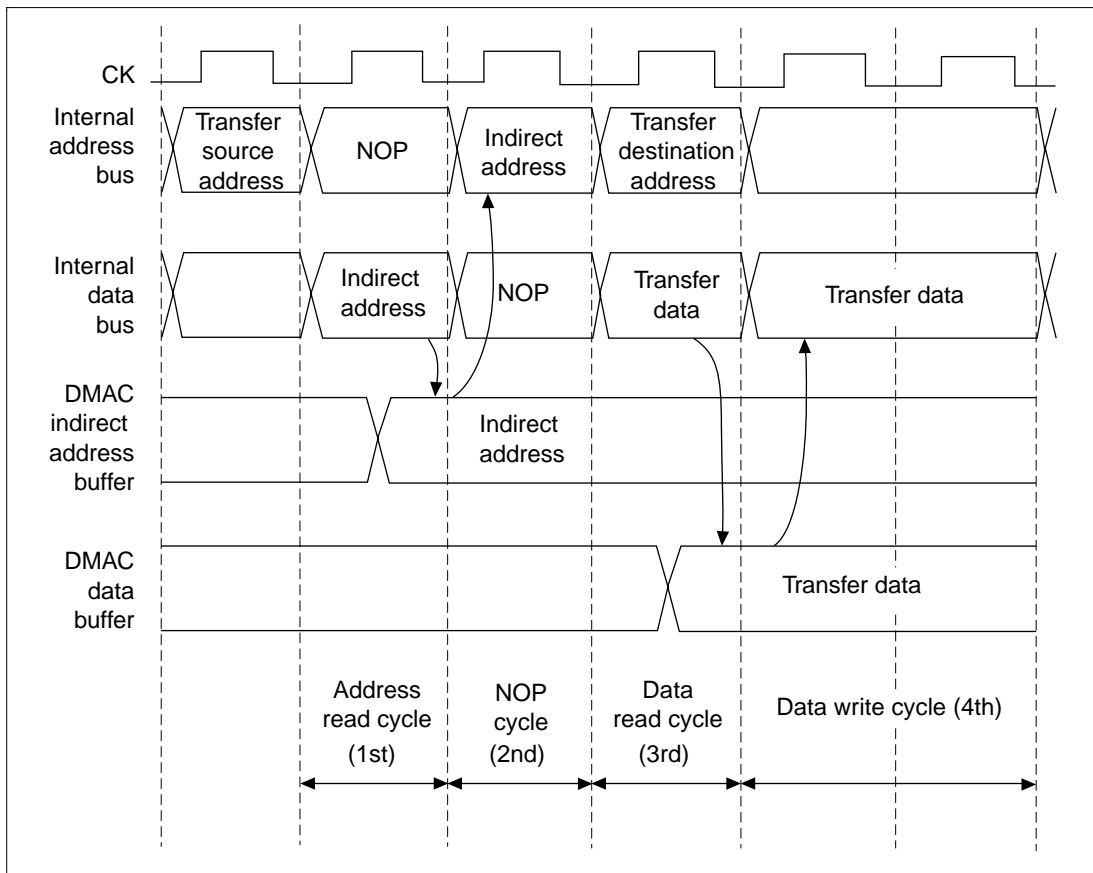 CK
Internal
address
bus
Transfer
source
address
NOP
Indirect
address
Transfer
destination
address
Internal
data
bus
Indirect
address
NOP
Transfer
data
Transfer data
DMAC
indirect
address
buffer
Indirect
address
DMAC
data
buffer
Transfer data
Address
read cycle
(1st)
NOP
cycle
(2nd)
Data
read cycle
(3rd)
Data write cycle (4th)